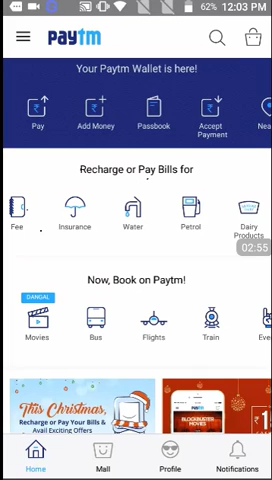 62% 12:03 PM
paytm
Your Paytm Wallet is here!
Pay Add Money Passbook Accept Payment
Recharge or Pay Bills for
Fee Insurance Water Petrol Dairy Products
02:55
Now, Book on Paytm!
DANGAL
Movies Bus Flights Train
This Christmas,
Recharge or Pay Your Bills &
Avail Exciting Offers
BLOCKBUSTER
MOVIES
Home Mall Profile Notifications